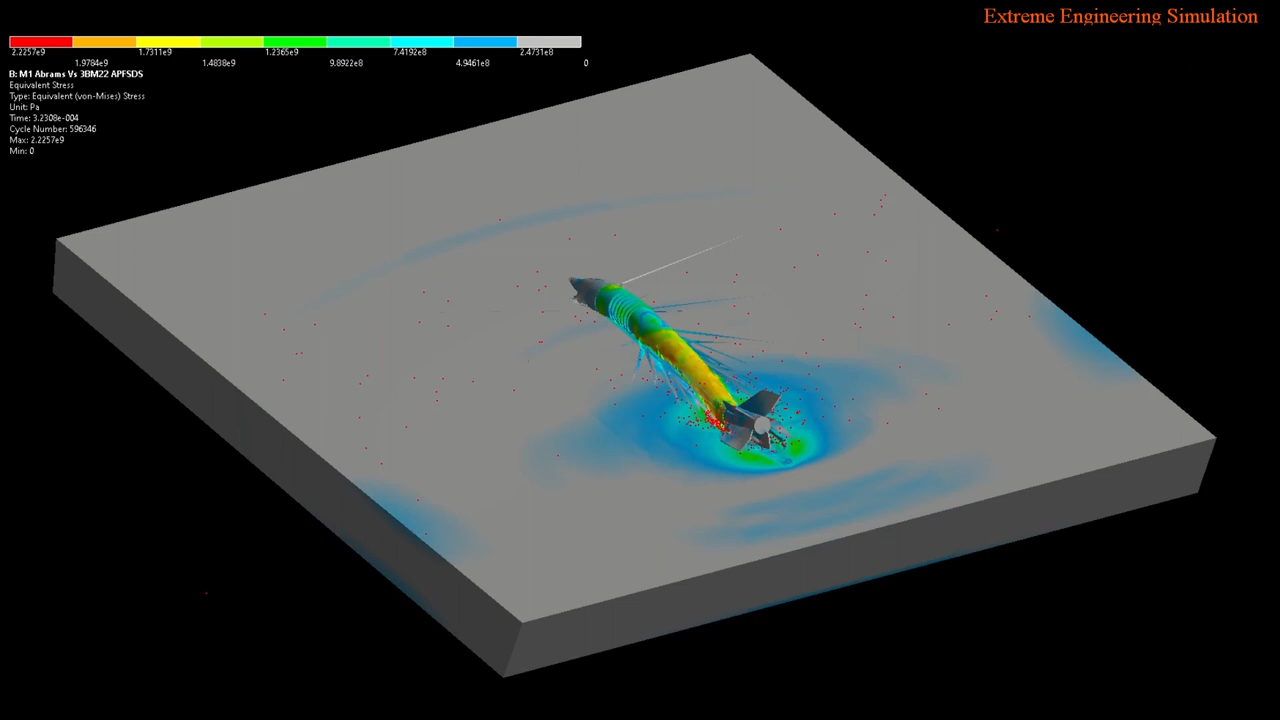 Extreme Engineering Simulation
2.2257e9 1.7311e9 1.2365e9 7.4192e8 2.4731e8
1.9784e9 1.4838e9 9.8922e8 4.9461e8 0
B: M1 Abrams Vs 3BM22 APFSDS
Equivalent Stress
Type: Equivalent (von-Mises) Stress
Unit: Pa
Time: 3.2308e-004
Cycle Number: 596346
Max: 2.2257e9
Min: 0